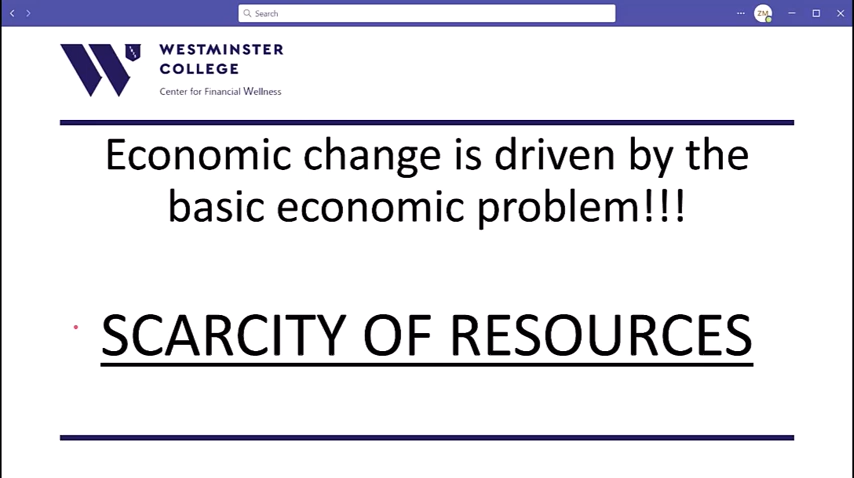 Search
ZM
WESTMINSTER
COLLEGE
Center for Financial Wellness
Economic change is driven by the
basic economic problem!!!
SCARCITY OF RESOURCES